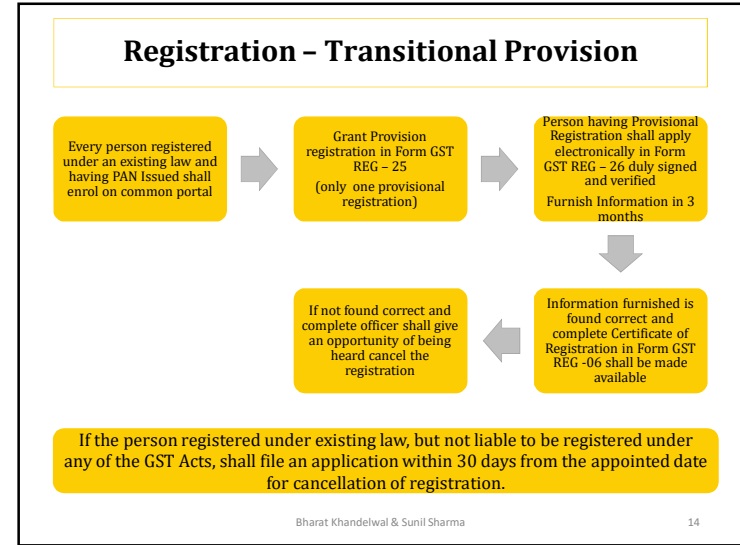 Registration – Transitional Provision
Every person registered
under an existing law and
having PAN Issued shall
enrol on common portal
Grant Provision
registration in Form GST
REG – 25
(only one provisional
registration)
Person having Provisional
Registration shall apply
electronically in Form
GST REG – 26 duly signed
and verified
Furnish Information in 3
months
Information furnished is
found correct and
complete Certificate of
Registration in Form GST
REG -06 shall be made
available
If not found correct and
complete officer shall give
an opportunity of being
heard cancel the
registration
If the person registered under existing law, but not liable to be registered under
any of the GST Acts, shall file an application within 30 days from the appointed date
for cancellation of registration.
Bharat Khandelwal & Sunil Sharma
14